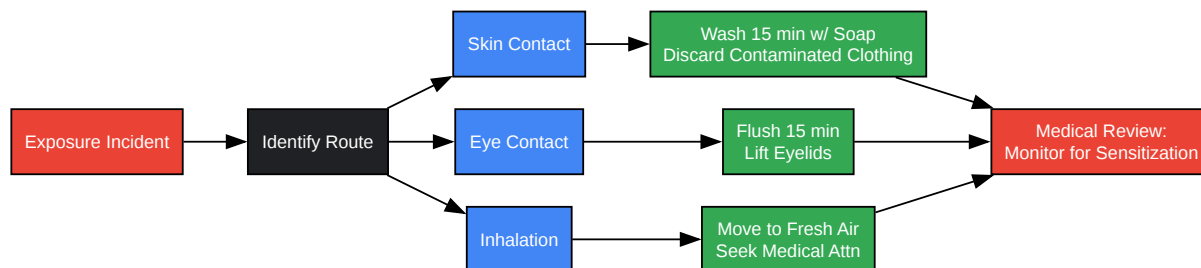 Exposure Incident
Identify Route
Skin Contact
Wash 15 min w/ Soap
Discard Contaminated Clothing
Eye Contact
Flush 15 min
Lift Eyelids
Inhalation
Move to Fresh Air
Seek Medical Attn
Medical Review:
Monitor for Sensitization